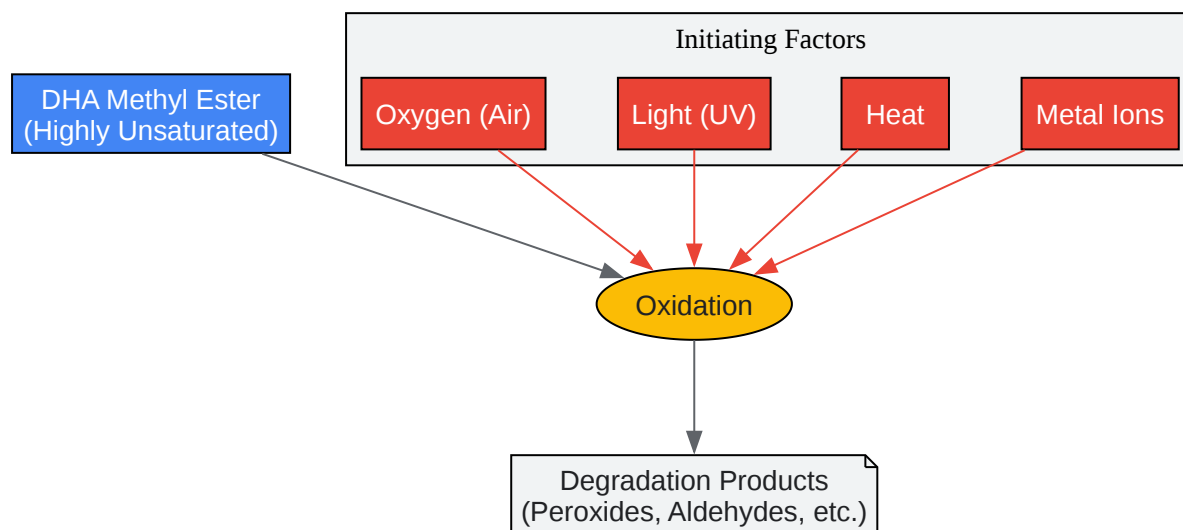 Initiating Factors
DHA Methyl Ester
(Highly Unsaturated)
Oxygen (Air)
Light (UV)
Heat
Metal Ions
Oxidation
Degradation Products
(Peroxides, Aldehydes, etc.)